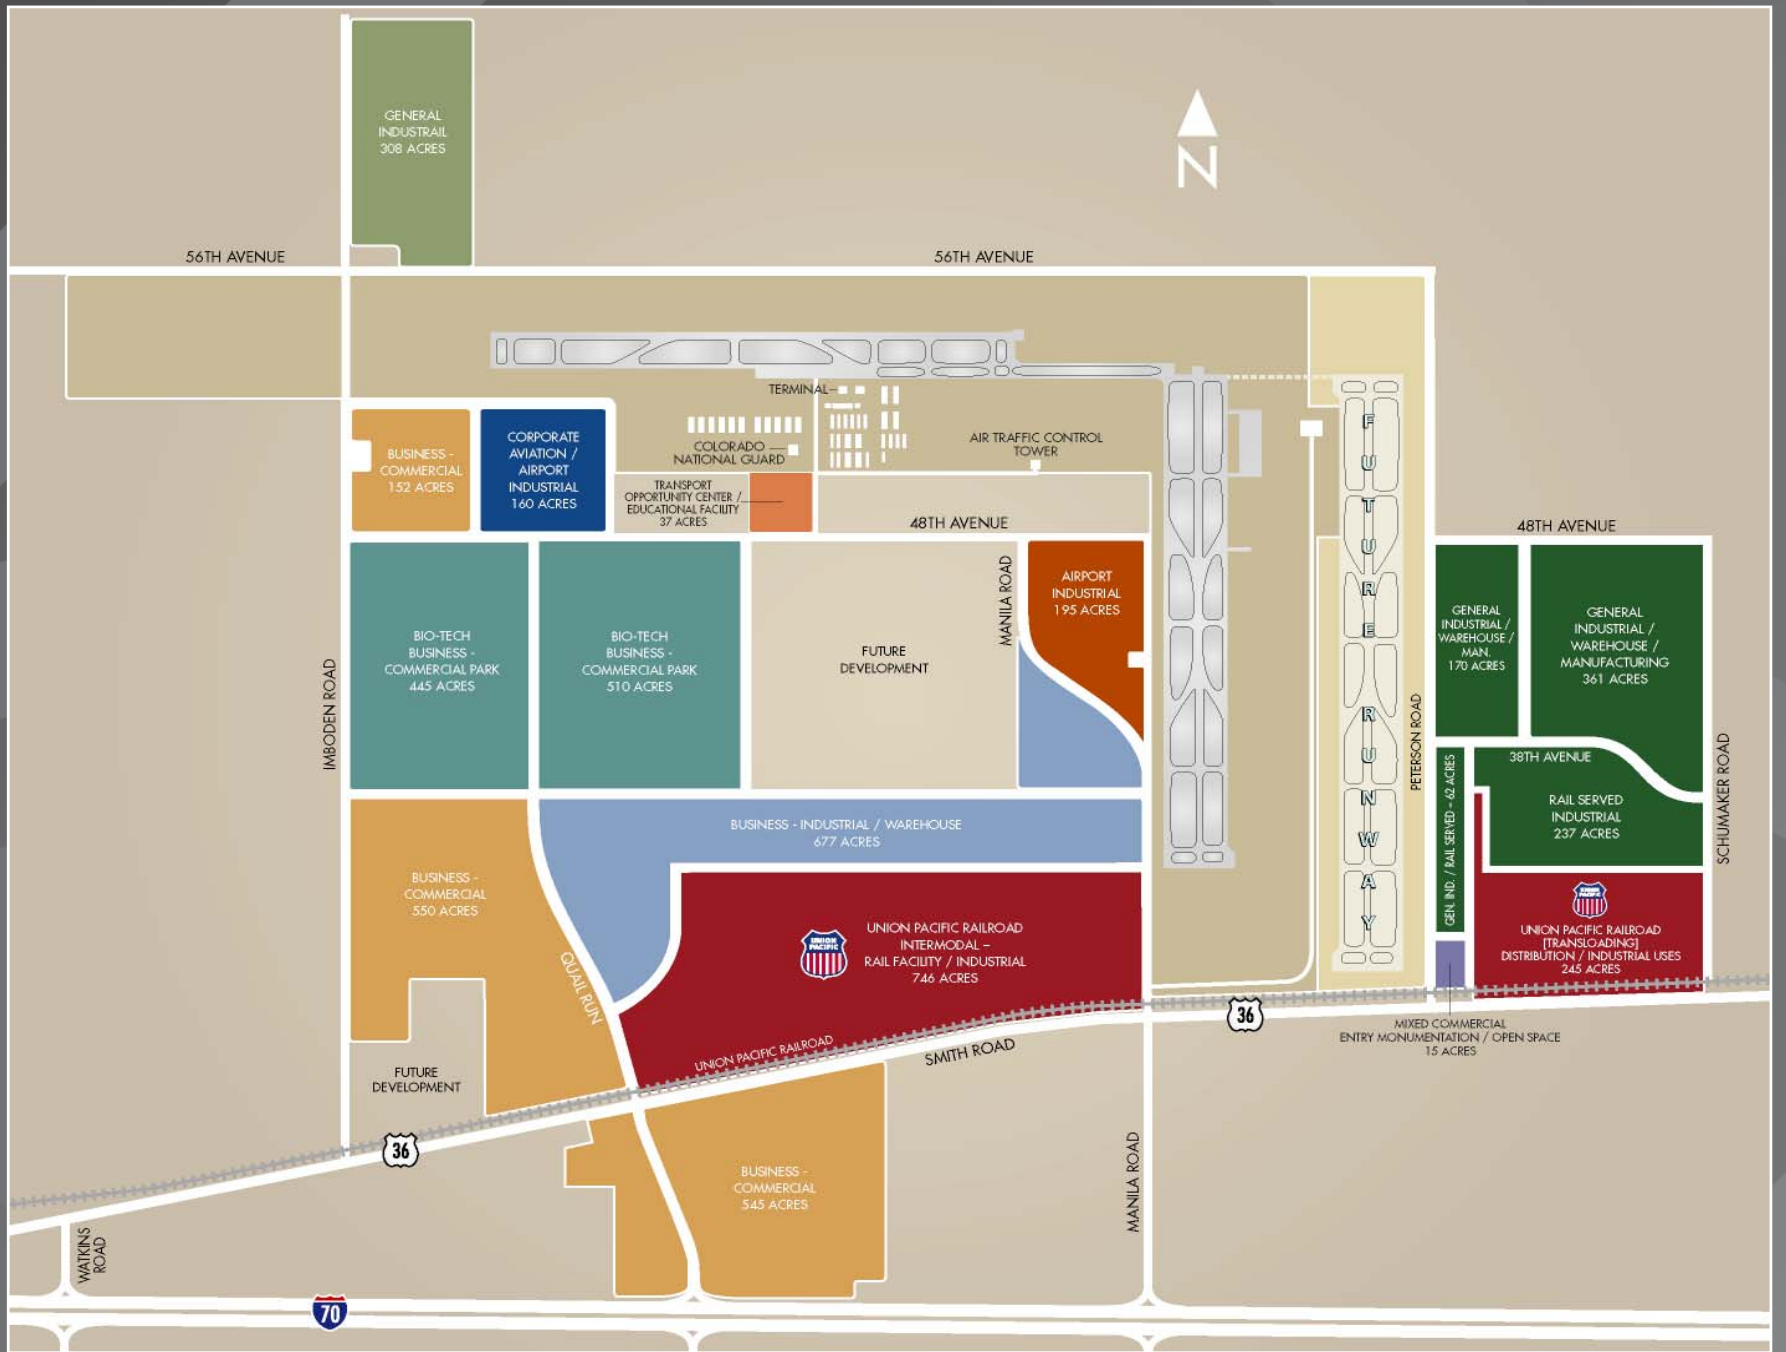 GENERAL
INDUSTRAIL
308 ACRES
N
56TH AVENUE
56TH AVENUE
TERMINAL
COLORADO
NATIONAL GUARD
AIR TRAFFIC CONTROL
TOWER
BUSINESS -
COMMERCIAL
152 ACRES
CORPORATE
AVIATION /
AIRPORT
INDUSTRIAL
160 ACRES
TRANSPORT
OPPORTUNITY CENTER /
EDUCATIONAL FACILITY
37 ACRES
48TH AVENUE
48TH AVENUE
IMBODEN ROAD
BIO-TECH
BUSINESS -
COMMERCIAL PARK
445 ACRES
BIO-TECH
BUSINESS -
COMMERCIAL PARK
510 ACRES
FUTURE
DEVELOPMENT
MANILA ROAD
AIRPORT
INDUSTRIAL
195 ACRES
FUTURE RUNWAY
PETERSON ROAD
GENERAL
INDUSTRIAL /
WAREHOUSE /
MAN.
170 ACRES
GENERAL
INDUSTRIAL /
WAREHOUSE /
MANUFACTURING
361 ACRES
38TH AVENUE
SCHUMAKER ROAD
GEN. IND. / RAIL SERVED - 62 ACRES
RAIL SERVED
INDUSTRIAL
237 ACRES
BUSINESS - INDUSTRIAL / WAREHOUSE
677 ACRES
BUSINESS -
COMMERCIAL
550 ACRES
QUAIL RUN
UNION
PACIFIC
UNION PACIFIC RAILROAD
INTERMODAL –
RAIL FACILITY / INDUSTRIAL
746 ACRES
UNION
PACIFIC
UNION PACIFIC RAILROAD
[TRANSLOADING]
DISTRIBUTION / INDUSTRIAL USES
245 ACRES
36
MIXED COMMERCIAL
ENTRY MONUMENTATION / OPEN SPACE
15 ACRES
UNION PACIFIC RAILROAD
SMITH ROAD
FUTURE
DEVELOPMENT
36
BUSINESS -
COMMERCIAL
545 ACRES
MANILA ROAD
WATKINS
ROAD
70